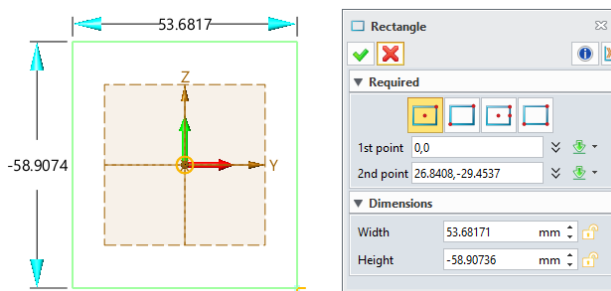 53.6817
-58.9074
Z
Y
Rectangle
Required
1st point 0,0
2nd point 26.8408,-29.4537
Dimensions
Width 53.68171 mm
Height -58.90736 mm